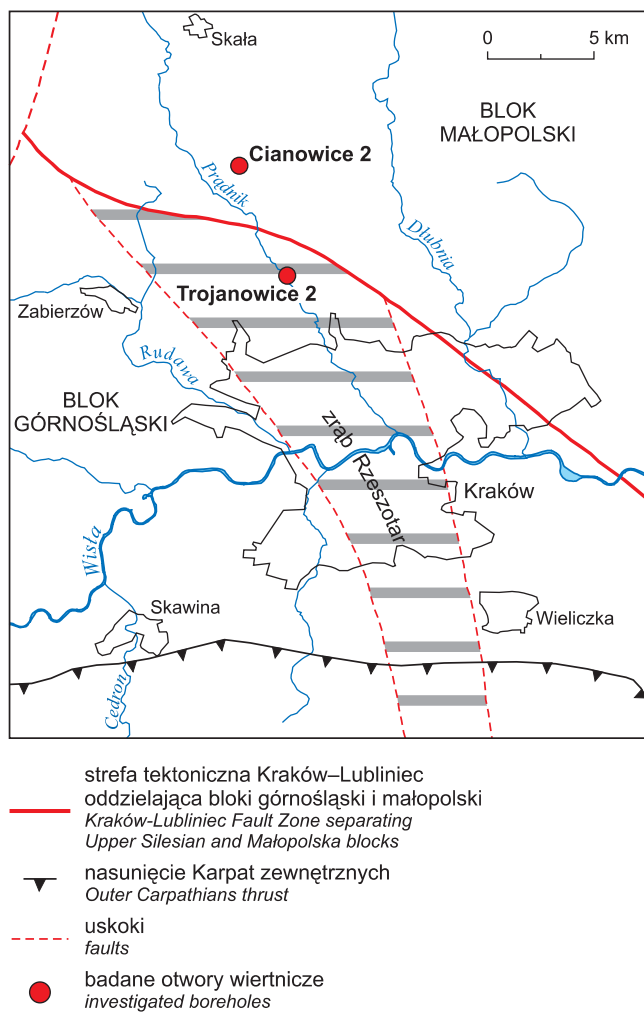 Skała
0 5 km
BLOK
MAŁOPOLSKI
Cianowice 2
Prądnik
Dłubnia
Trojanowice 2
Zabierzów
Rudawa
BLOK
GÓRNOŚLĄSKI
zrąb Rzeszotar
Kraków
Wisła
Skawina
Wieliczka
Cedron
strefa tektoniczna Kraków–Lubliniec
oddzielająca bloki górnośląski i małopolski
Kraków-Lubliniec Fault Zone separating
Upper Silesian and Małopolska blocks
nasunięcie Karpat zewnętrznych
Outer Carpathians thrust
uskoki
faults
badane otwory wiertnicze
investigated boreholes